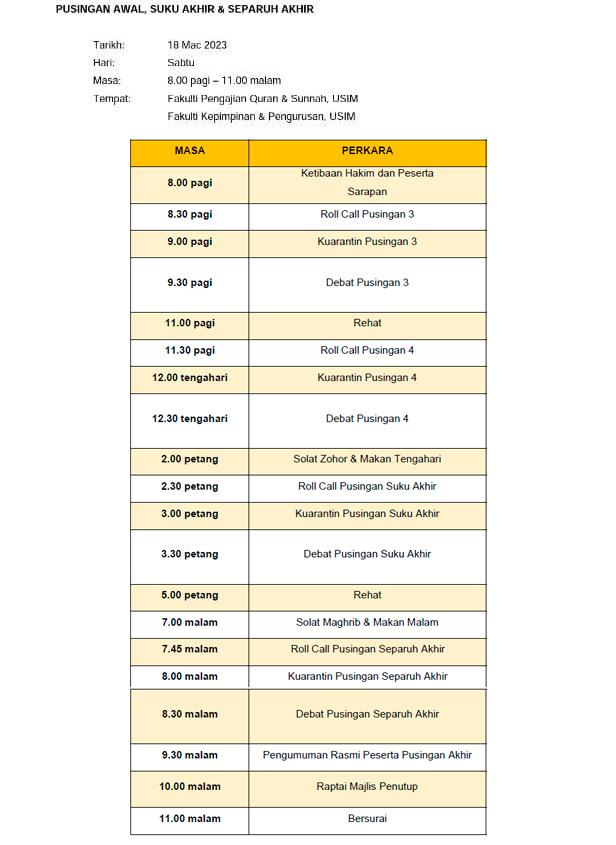 PUSINGAN AWAL, SUKU AKHIR & SEPARUH AKHIR
Tarikh: 18 Mac 2023
Hari: Sabtu
Masa: 8.00 pagi – 11.00 malam
Tempat: Fakulti Pengajian Quran & Sunnah, USIM
Fakulti Kepimpinan & Pengurusan, USIM
MASA PERKARA
8.00 pagi Ketibaan Hakim dan Peserta
Sarapan
8.30 pagi Roll Call Pusingan 3
9.00 pagi Kuarantin Pusingan 3
9.30 pagi Debat Pusingan 3
11.00 pagi Rehat
11.30 pagi Roll Call Pusingan 4
12.00 tengahari Kuarantin Pusingan 4
12.30 tengahari Debat Pusingan 4
2.00 petang Solat Zohor & Makan Tengahari
2.30 petang Roll Call Pusingan Suku Akhir
3.00 petang Kuarantin Pusingan Suku Akhir
3.30 petang Debat Pusingan Suku Akhir
5.00 petang Rehat
7.00 malam Solat Maghrib & Makan Malam
7.45 malam Roll Call Pusingan Separuh Akhir
8.00 malam Kuarantin Pusingan Separuh Akhir
8.30 malam Debat Pusingan Separuh Akhir
9.30 malam Pengumuman Rasmi Peserta Pusingan Akhir
10.00 malam Raptai Majlis Penutup
11.00 malam Bersurai